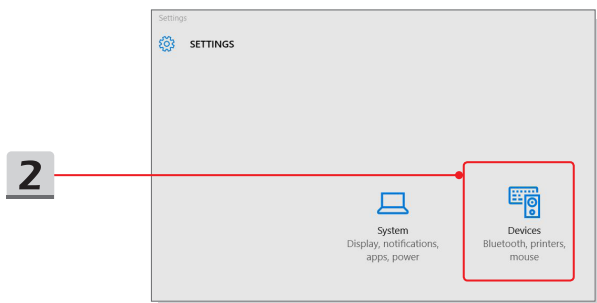 Settings
SETTINGS
2
System
Display, notifications,
apps, power
Devices
Bluetooth, printers,
mouse